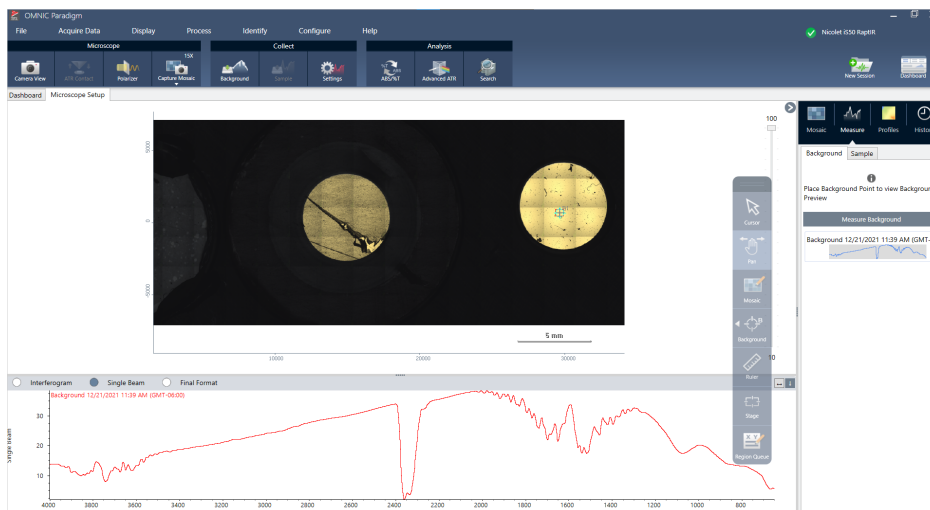 OMNIC Paradigm
File Acquire Data Display Process Identify Configure Help
Nicolet iS50 RaptIR
Microscope Collect Analysis
15X
Camera View ATR Contact Polarizer Capture Mosaic Background Sample Settings ABS/%T Advanced ATR Search New Session Dashboard
Dashboard Microscope Setup
100
Mosaic Measure Profiles Histo
Background Sample
Place Background Point to view Backgroun
Preview
Measure Background
Background 12/21/2021 11:39 AM (GMT-
5000
0
-5000
Cursor
Pan
Mosaic
Background
Ruler
Stage
X Y
Region Queue
10
5 mm
10000 20000 30000
Interferogram Single Beam Final Format
Background 12/21/2021 11:39 AM (GMT-06:00)
Single Beam
30
20
10
4000 3800 3600 3400 3200 3000 2800 2600 2400 2200 2000 1800 1600 1400 1200 1000 800